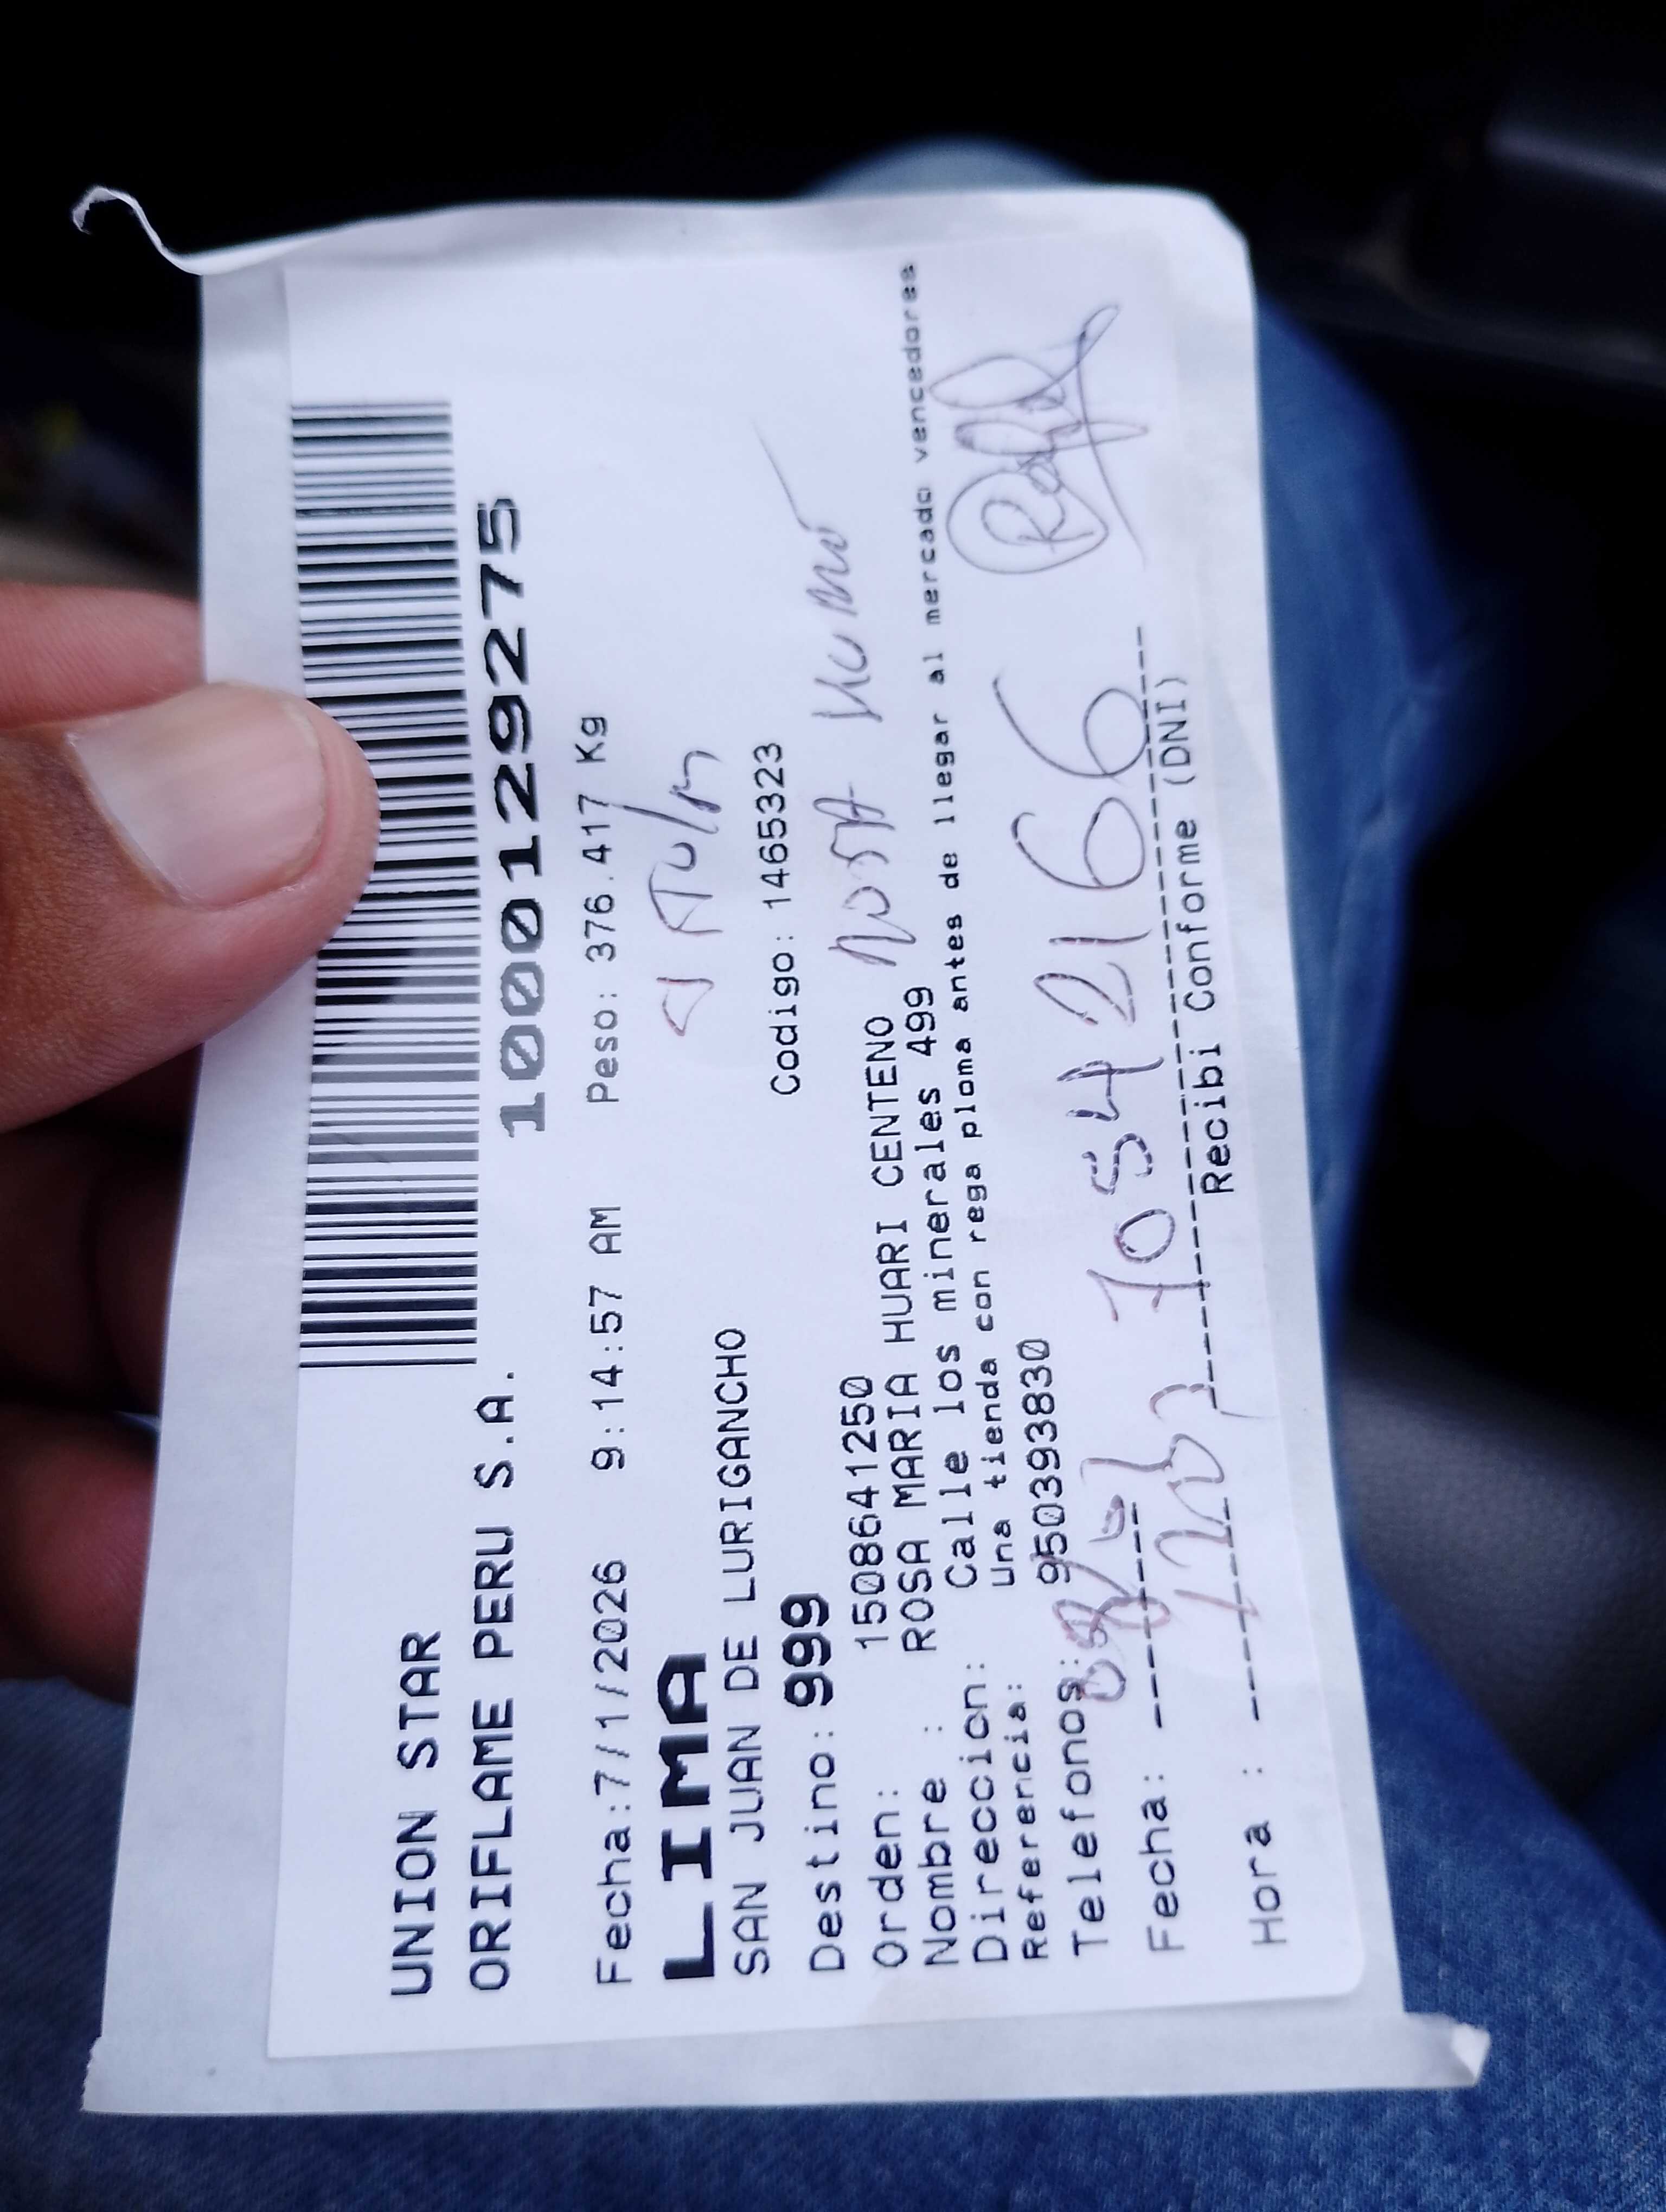 UNION STAR
ORIFLAME PERU S.A.
1000129275
Fecha:7/1/2026 9:14:57 AM Peso: 376.417 Kg
LIMA
SAN JUAN DE LURIGANCHO
Destino: 999 Codigo: 1465323
Orden: 1508641250
Nombre : ROSA MARIA HUARI CENTENO
Direccion: Calle los minerales 499
Referencia: Una tienda con rega ploma antes de llegar al mercado vencedores
Telefonos: 950393830
Fecha: 70542166
Hora :
Recibi Conforme (DNI)